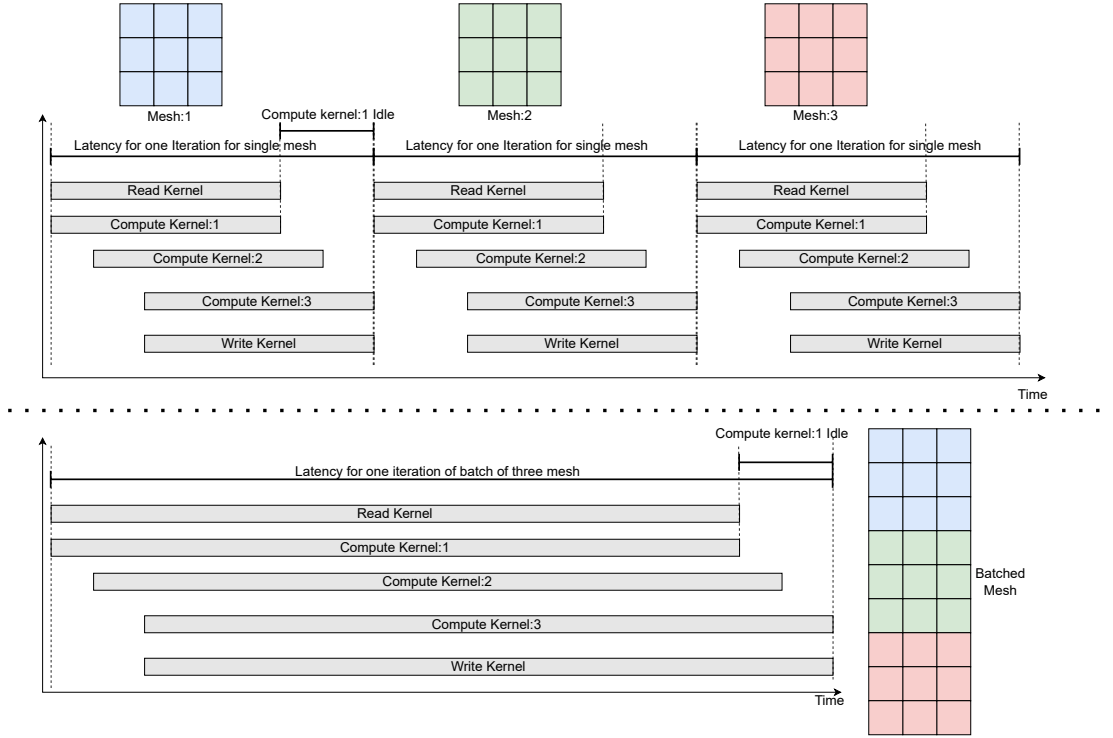 Mesh:1
Mesh:2
Mesh:3
Compute kernel:1 Idle
Latency for one Iteration for single mesh
Latency for one Iteration for single mesh
Latency for one Iteration for single mesh
Read Kernel
Read Kernel
Read Kernel
Compute Kernel:1
Compute Kernel:1
Compute Kernel:1
Compute Kernel:2
Compute Kernel:2
Compute Kernel:2
Compute Kernel:3
Compute Kernel:3
Compute Kernel:3
Write Kernel
Write Kernel
Write Kernel
Time
Compute kernel:1 Idle
Latency for one iteration of batch of three mesh
Read Kernel
Compute Kernel:1
Compute Kernel:2
Compute Kernel:3
Write Kernel
Time
Batched
Mesh